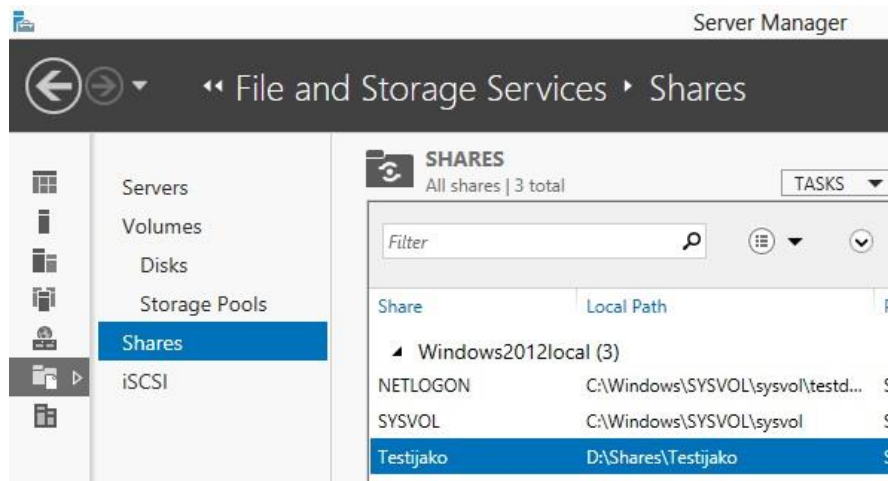 Server Manager
File and Storage Services ‣ Shares
Servers
Volumes
Disks
Storage Pools
Shares
iSCSI
SHARES
All shares | 3 total
TASKS
Filter
Share Local Path
Windows2012local (3)
NETLOGON C:\Windows\SYSVOL\sysvol\testd...
SYSVOL C:\Windows\SYSVOL\sysvol
Testijako D:\Shares\Testijako